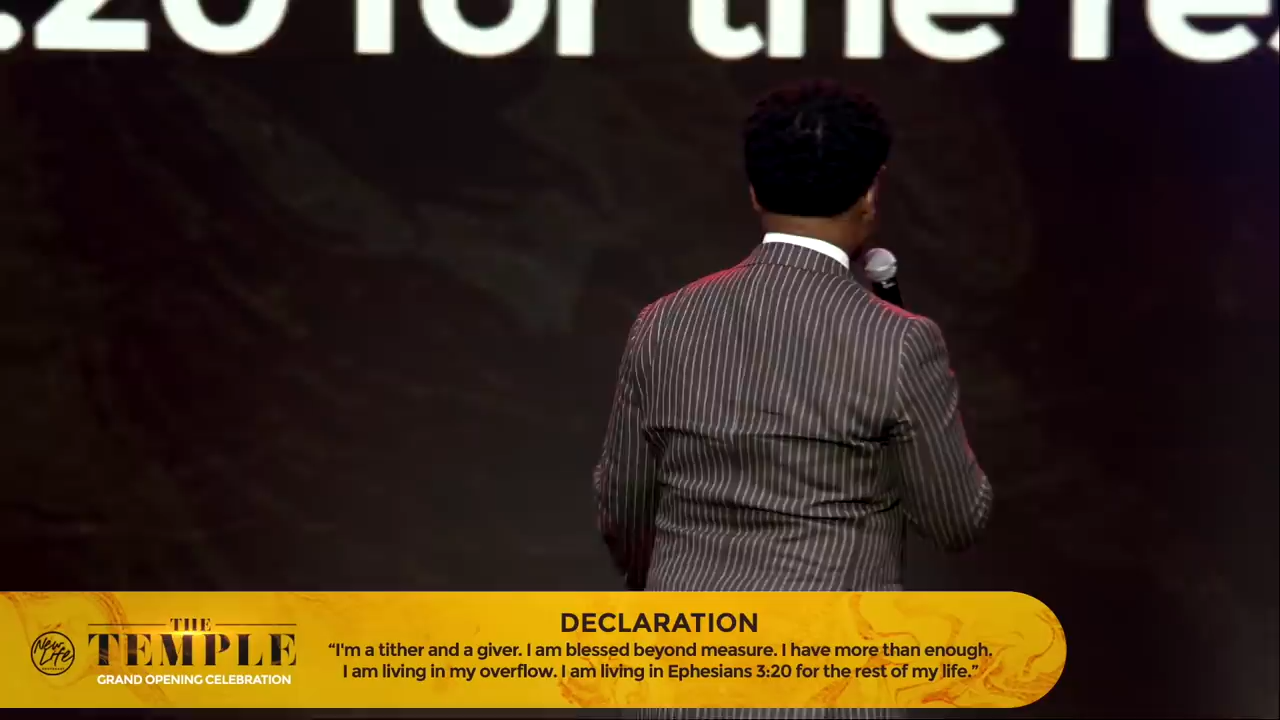 .20 for the res
THE
TEMPLE
GRAND OPENING CELEBRATION
New
Life
DECLARATION
“I'm a tither and a giver. I am blessed beyond measure. I have more than enough.
I am living in my overflow. I am living in Ephesians 3:20 for the rest of my life.”